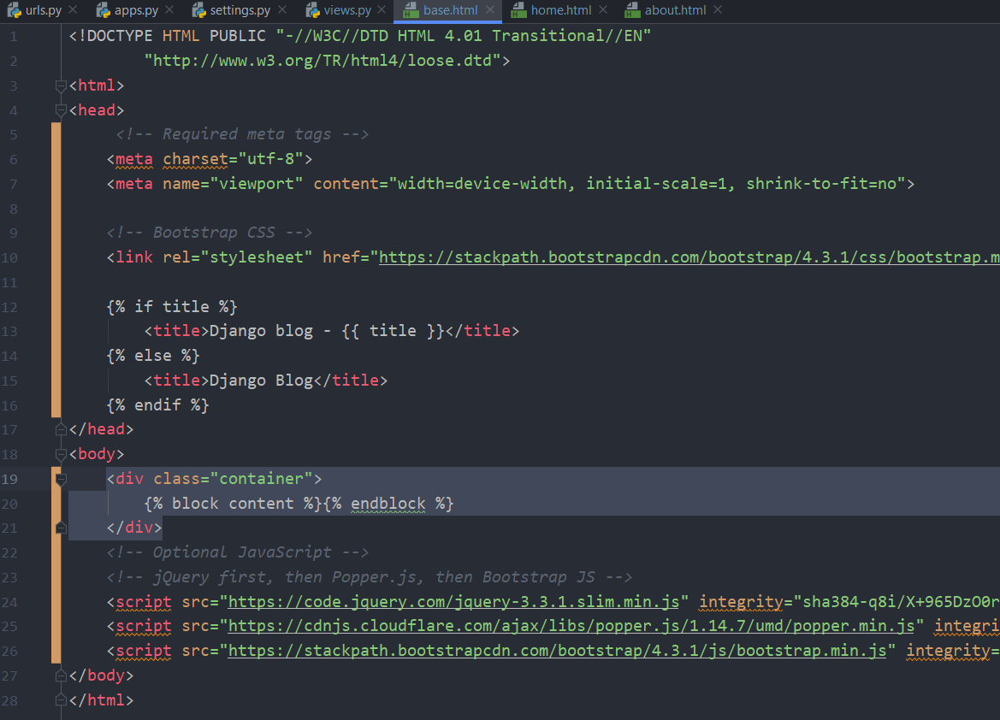 urls.py apps.py settings.py views.py base.html home.html about.html
1 <!DOCTYPE HTML PUBLIC "-//W3C//DTD HTML 4.01 Transitional//EN"
2 "http://www.w3.org/TR/html4/loose.dtd">
3 <html>
4 <head>
5 <!-- Required meta tags -->
6 <meta charset="utf-8">
7 <meta name="viewport" content="width=device-width, initial-scale=1, shrink-to-fit=no">
8
9 <!-- Bootstrap CSS -->
10 <link rel="stylesheet" href="https://stackpath.bootstrapcdn.com/bootstrap/4.3.1/css/bootstrap.m
11
12 {% if title %}
13 <title>Django blog - {{ title }}</title>
14 {% else %}
15 <title>Django Blog</title>
16 {% endif %}
17 </head>
18 <body>
19 <div class="container">
20 {% block content %}{% endblock %}
21 </div>
22 <!-- Optional JavaScript -->
23 <!-- jQuery first, then Popper.js, then Bootstrap JS -->
24 <script src="https://code.jquery.com/jquery-3.3.1.slim.min.js" integrity="sha384-q8i/X+965DzO0r
25 <script src="https://cdnjs.cloudflare.com/ajax/libs/popper.js/1.14.7/umd/popper.min.js" integri
26 <script src="https://stackpath.bootstrapcdn.com/bootstrap/4.3.1/js/bootstrap.min.js" integrity=
27 </body>
28 </html>